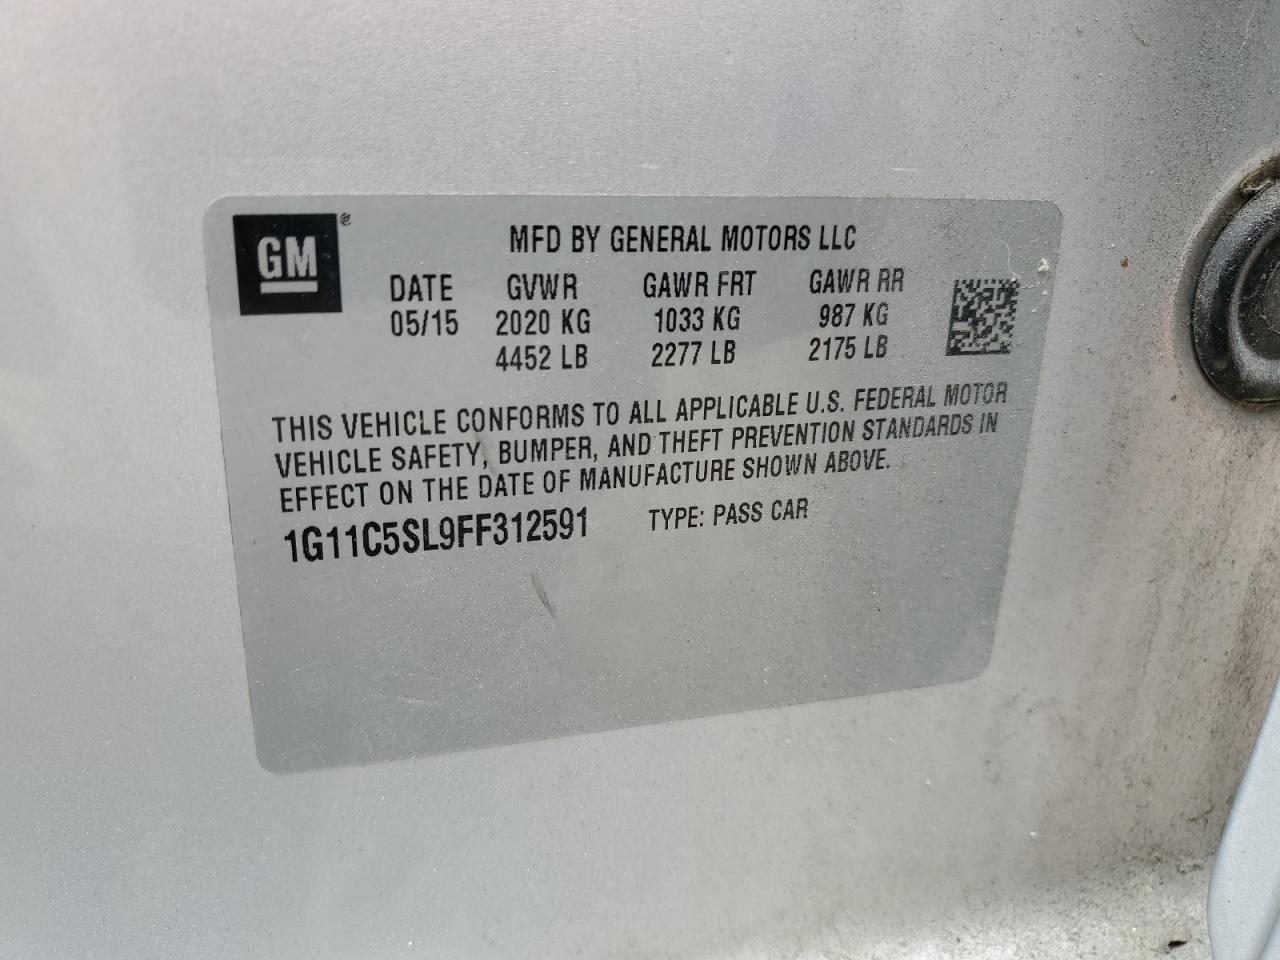 GM®
MFD BY GENERAL MOTORS LLC
DATE GVWR GAWR FRT GAWR RR
05/15 2020 KG 1033 KG 987 KG
4452 LB 2277 LB 2175 LB
THIS VEHICLE CONFORMS TO ALL APPLICABLE U.S. FEDERAL MOTOR
VEHICLE SAFETY, BUMPER, AND THEFT PREVENTION STANDARDS IN
EFFECT ON THE DATE OF MANUFACTURE SHOWN ABOVE.
1G11C5SL9FF312591 TYPE: PASS CAR